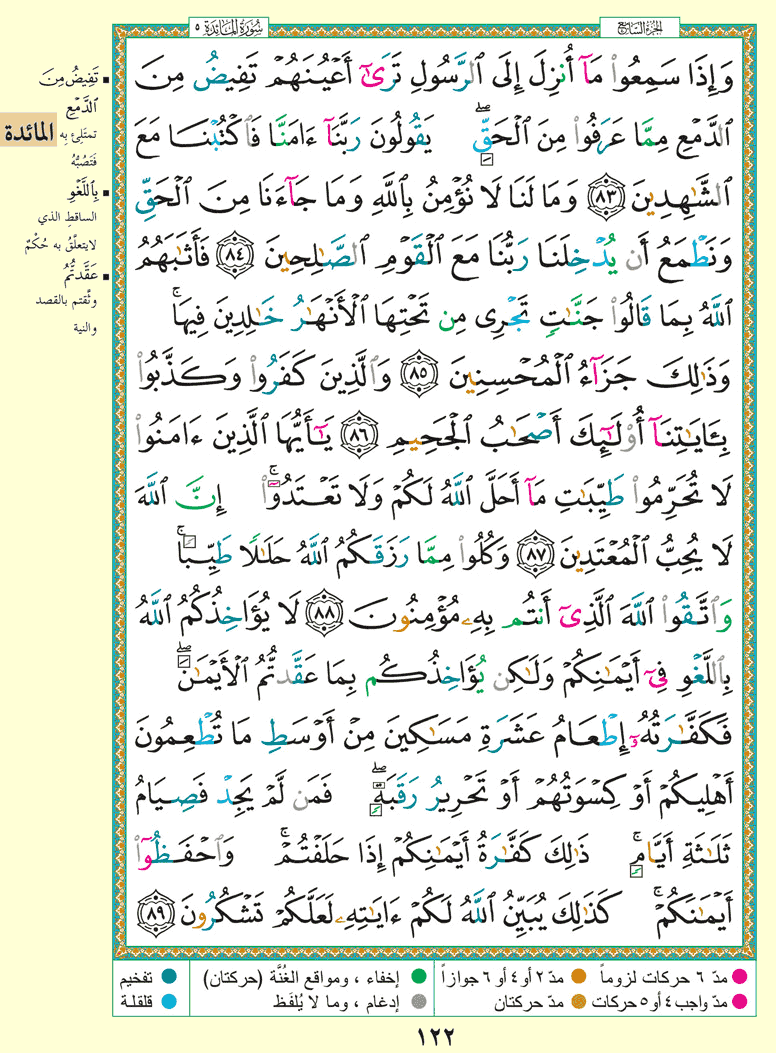 الجزء السابع
سورة المائدة ٥
وَإِذَا سَمِعُوا۟ مَآ أُنزِلَ إِلَى ٱلرَّسُولِ تَرَىٰٓ أَعْيُنَهُمْ تَفِيضُ مِنَ
ٱلدَّمْعِ مِمَّا عَرَفُوا۟ مِنَ ٱلْحَقِّ ۖ يَقُولُونَ رَبَّنَآ ءَامَنَّا فَٱكْتُبْنَا مَعَ
ٱلشَّـٰهِدِينَ ٨٣ وَمَا لَنَا لَا نُؤْمِنُ بِٱللَّهِ وَمَا جَآءَنَا مِنَ ٱلْحَقِّ
وَنَطْمَعُ أَن يُدْخِلَنَا رَبُّنَا مَعَ ٱلْقَوْمِ ٱلصَّـٰلِحِينَ ٨٤ فَأَثَـٰبَهُمُ
ٱللَّهُ بِمَا قَالُوا۟ جَنَّـٰتٍ تَجْرِى مِن تَحْتِهَا ٱلْأَنْهَـٰرُ خَـٰلِدِينَ فِيهَا ۚ
وَذَٰلِكَ جَزَآءُ ٱلْمُحْسِنِينَ ٨٥ وَٱلَّذِينَ كَفَرُوا۟ وَكَذَّبُوا۟
بِـَٔايَـٰتِنَآ أُو۟لَـٰٓئِكَ أَصْحَـٰبُ ٱلْجَحِيمِ ٨٦ يَـٰٓأَيُّهَا ٱلَّذِينَ ءَامَنُوا۟
لَا تُحَرِّمُوا۟ طَيِّبَـٰتِ مَآ أَحَلَّ ٱللَّهُ لَكُمْ وَلَا تَعْتَدُوٓا۟ ۚ إِنَّ ٱللَّهَ
لَا يُحِبُّ ٱلْمُعْتَدِينَ ٨٧ وَكُلُوا۟ مِمَّا رَزَقَكُمُ ٱللَّهُ حَلَـٰلًا طَيِّبًا ۚ
وَٱتَّقُوا۟ ٱللَّهَ ٱلَّذِىٓ أَنتُم بِهِۦ مُؤْمِنُونَ ٨٨ لَا يُؤَاخِذُكُمُ ٱللَّهُ
بِٱللَّغْوِ فِىٓ أَيْمَـٰنِكُمْ وَلَـٰكِن يُؤَاخِذُكُم بِمَا عَقَّدتُّمُ ٱلْأَيْمَـٰنَ ۖ
فَكَفَّـٰرَتُهُۥٓ إِطْعَامُ عَشَرَةِ مَسَـٰكِينَ مِنْ أَوْسَطِ مَا تُطْعِمُونَ
أَهْلِيكُمْ أَوْ كِسْوَتُهُمْ أَوْ تَحْرِيرُ رَقَبَةٍ ۖ فَمَن لَّمْ يَجِدْ فَصِيَامُ
ثَلَـٰثَةِ أَيَّامٍ ۚ ذَٰلِكَ كَفَّـٰرَةُ أَيْمَـٰنِكُمْ إِذَا حَلَفْتُمْ ۚ وَٱحْفَظُوٓا۟
أَيْمَـٰنَكُمْ ۚ كَذَٰلِكَ يُبَيِّنُ ٱللَّهُ لَكُمْ ءَايَـٰتِهِۦ لَعَلَّكُمْ تَشْكُرُونَ ٨٩
المائدة
▪ تَفِيضُ مِنَ
ٱلدَّمْعِ
تمتلئ به
فَتَصُبُّه
▪ بِٱللَّغْوِ
الساقط الذي
لا يتعلّق به حُكْمٌ
▪ عَقَّدتُّمُ
وثّقتم بالقصد
والنية
مدّ ٦ حركات لزوماً مدّ ٢ أو ٤ أو ٦ جوازاً إخفاء ، ومواقع الغُنَّة (حركتان) تفخيم
مدّ واجب ٤ أو ٥ حركات مدّ حركتان إدغام ، وما لا يُلفَظ قلقلة
١٢٢